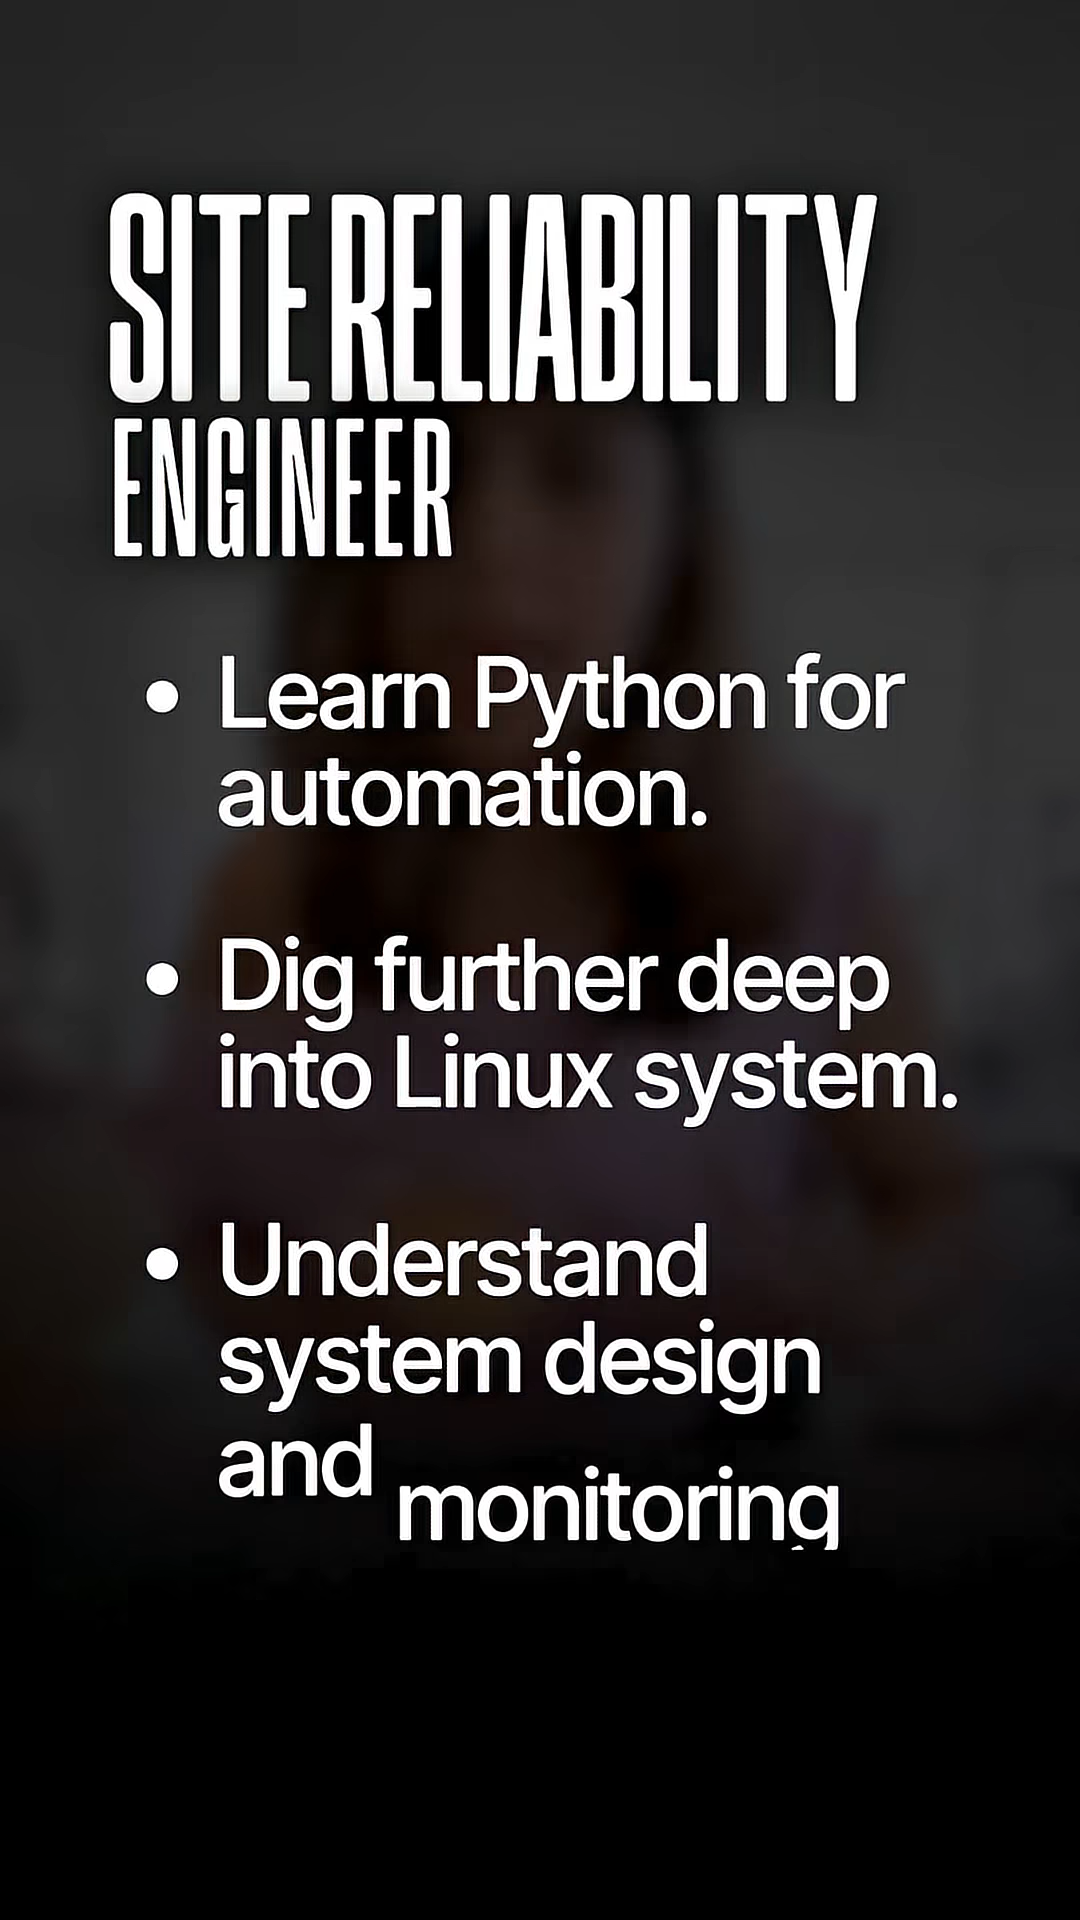 SITE RELIABILITY
ENGINEER
• Learn Python for
automation.
• Dig further deep
into Linux system.
• Understand
system design
and monitoring